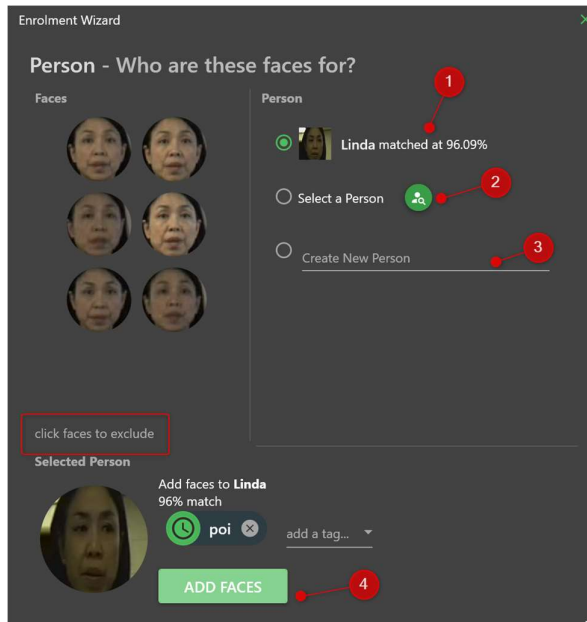 Enrolment Wizard
Person - Who are these faces for?
Faces
Person
1
Linda matched at 96.09%
2
Select a Person
3
Create New Person
click faces to exclude
Selected Person
Add faces to Linda
96% match
poi
add a tag...
ADD FACES
4